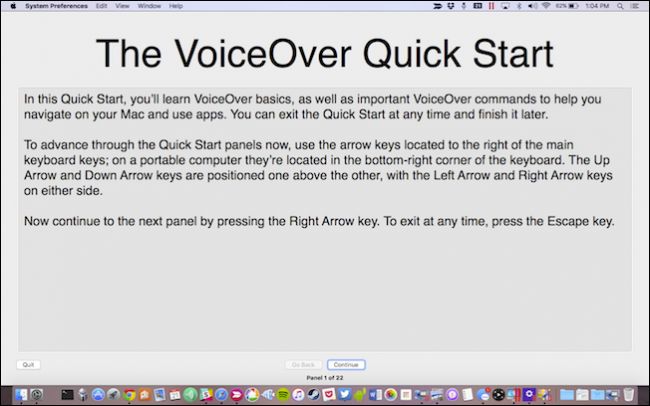 System Preferences Edit View Window Help
62% 1:04 PM
The VoiceOver Quick Start
In this Quick Start, you'll learn VoiceOver basics, as well as important VoiceOver commands to help you
navigate on your Mac and use apps. You can exit the Quick Start at any time and finish it later.
To advance through the Quick Start panels now, use the arrow keys located to the right of the main
keyboard keys; on a portable computer they're located in the bottom-right corner of the keyboard. The Up
Arrow and Down Arrow keys are positioned one above the other, with the Left Arrow and Right Arrow keys
on either side.
Now continue to the next panel by pressing the Right Arrow key. To exit at any time, press the Escape key.
Quit Go Back Continue
Panel 1 of 22